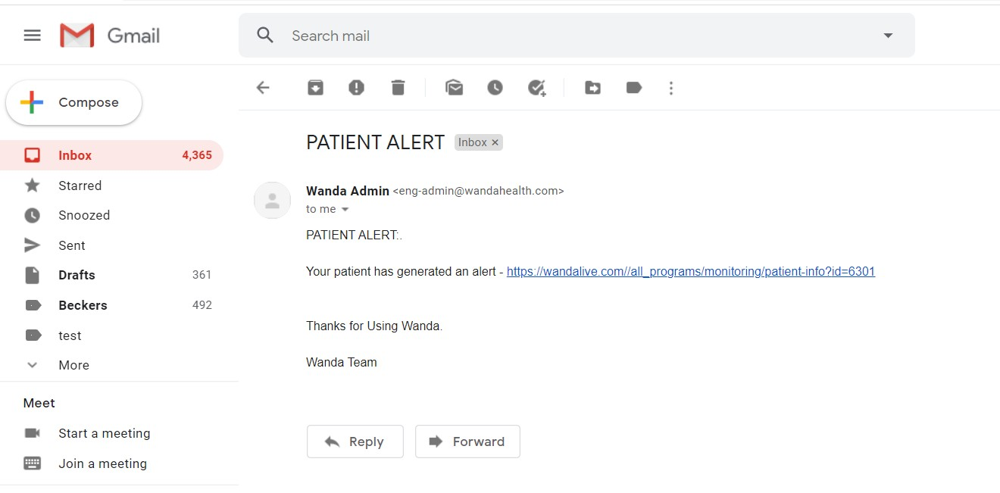 Gmail
Search mail
Compose
Inbox 4,365
Starred
Snoozed
Sent
Drafts 361
Beckers 492
test
More
Meet
Start a meeting
Join a meeting
PATIENT ALERT Inbox ×
Wanda Admin <eng-admin@wandahealth.com>
to me
PATIENT ALERT:.
Your patient has generated an alert - https://wandalive.com//all_programs/monitoring/patient-info?id=6301
Thanks for Using Wanda.
Wanda Team
Reply Forward